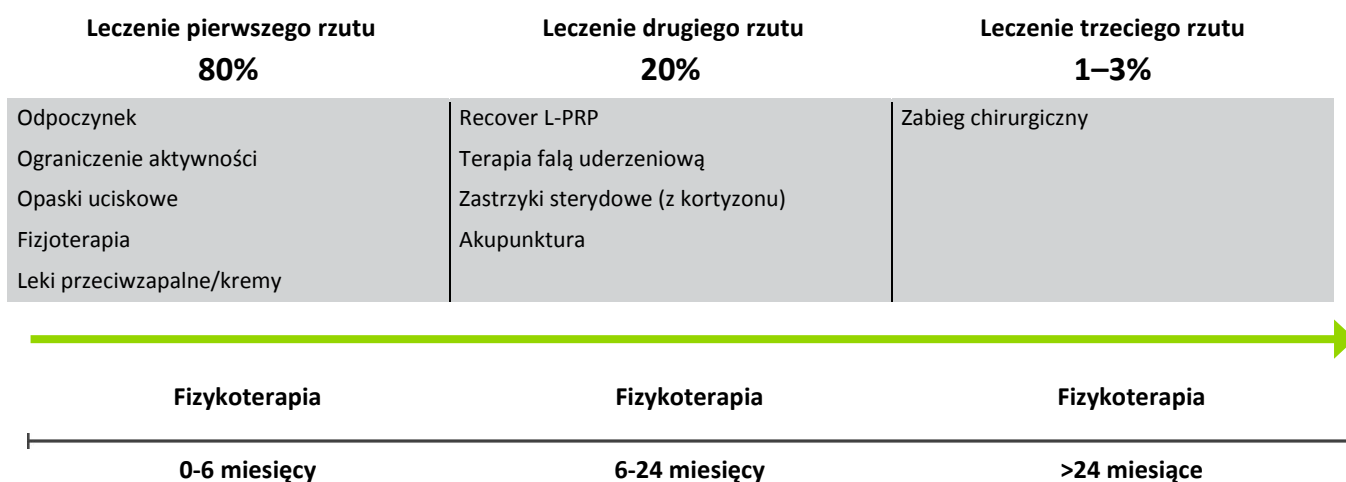 Leczenie pierwszego rzutu
80%
Leczenie drugiego rzutu
20%
Leczenie trzeciego rzutu
1–3%
Odpoczynek
Ograniczenie aktywności
Opaski uciskowe
Fizjoterapia
Leki przeciwzapalne/kremy
Recover L-PRP
Terapia falą uderzeniową
Zastrzyki sterydowe (z kortyzonu)
Akupunktura
Zabieg chirurgiczny
Fizykoterapia
Fizykoterapia
Fizykoterapia
0-6 miesięcy
6-24 miesięcy
>24 miesiące